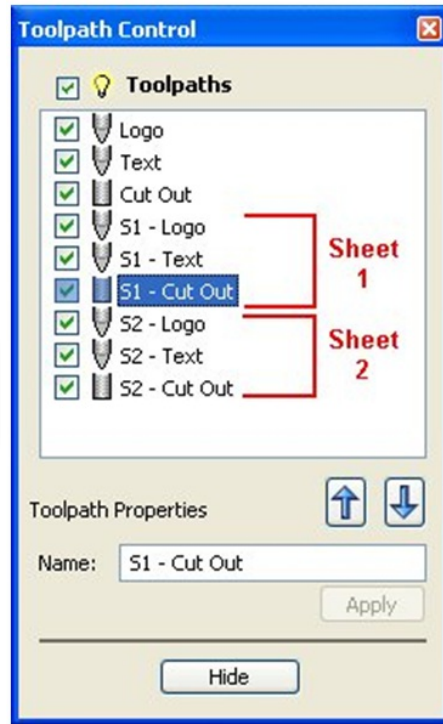 Toolpath Control
Toolpaths
Logo
Text
Cut Out
S1 - Logo
S1 - Text
S1 - Cut Out
Sheet
1
S2 - Logo
S2 - Text
S2 - Cut Out
Sheet
2
Toolpath Properties
Name: S1 - Cut Out
Apply
Hide